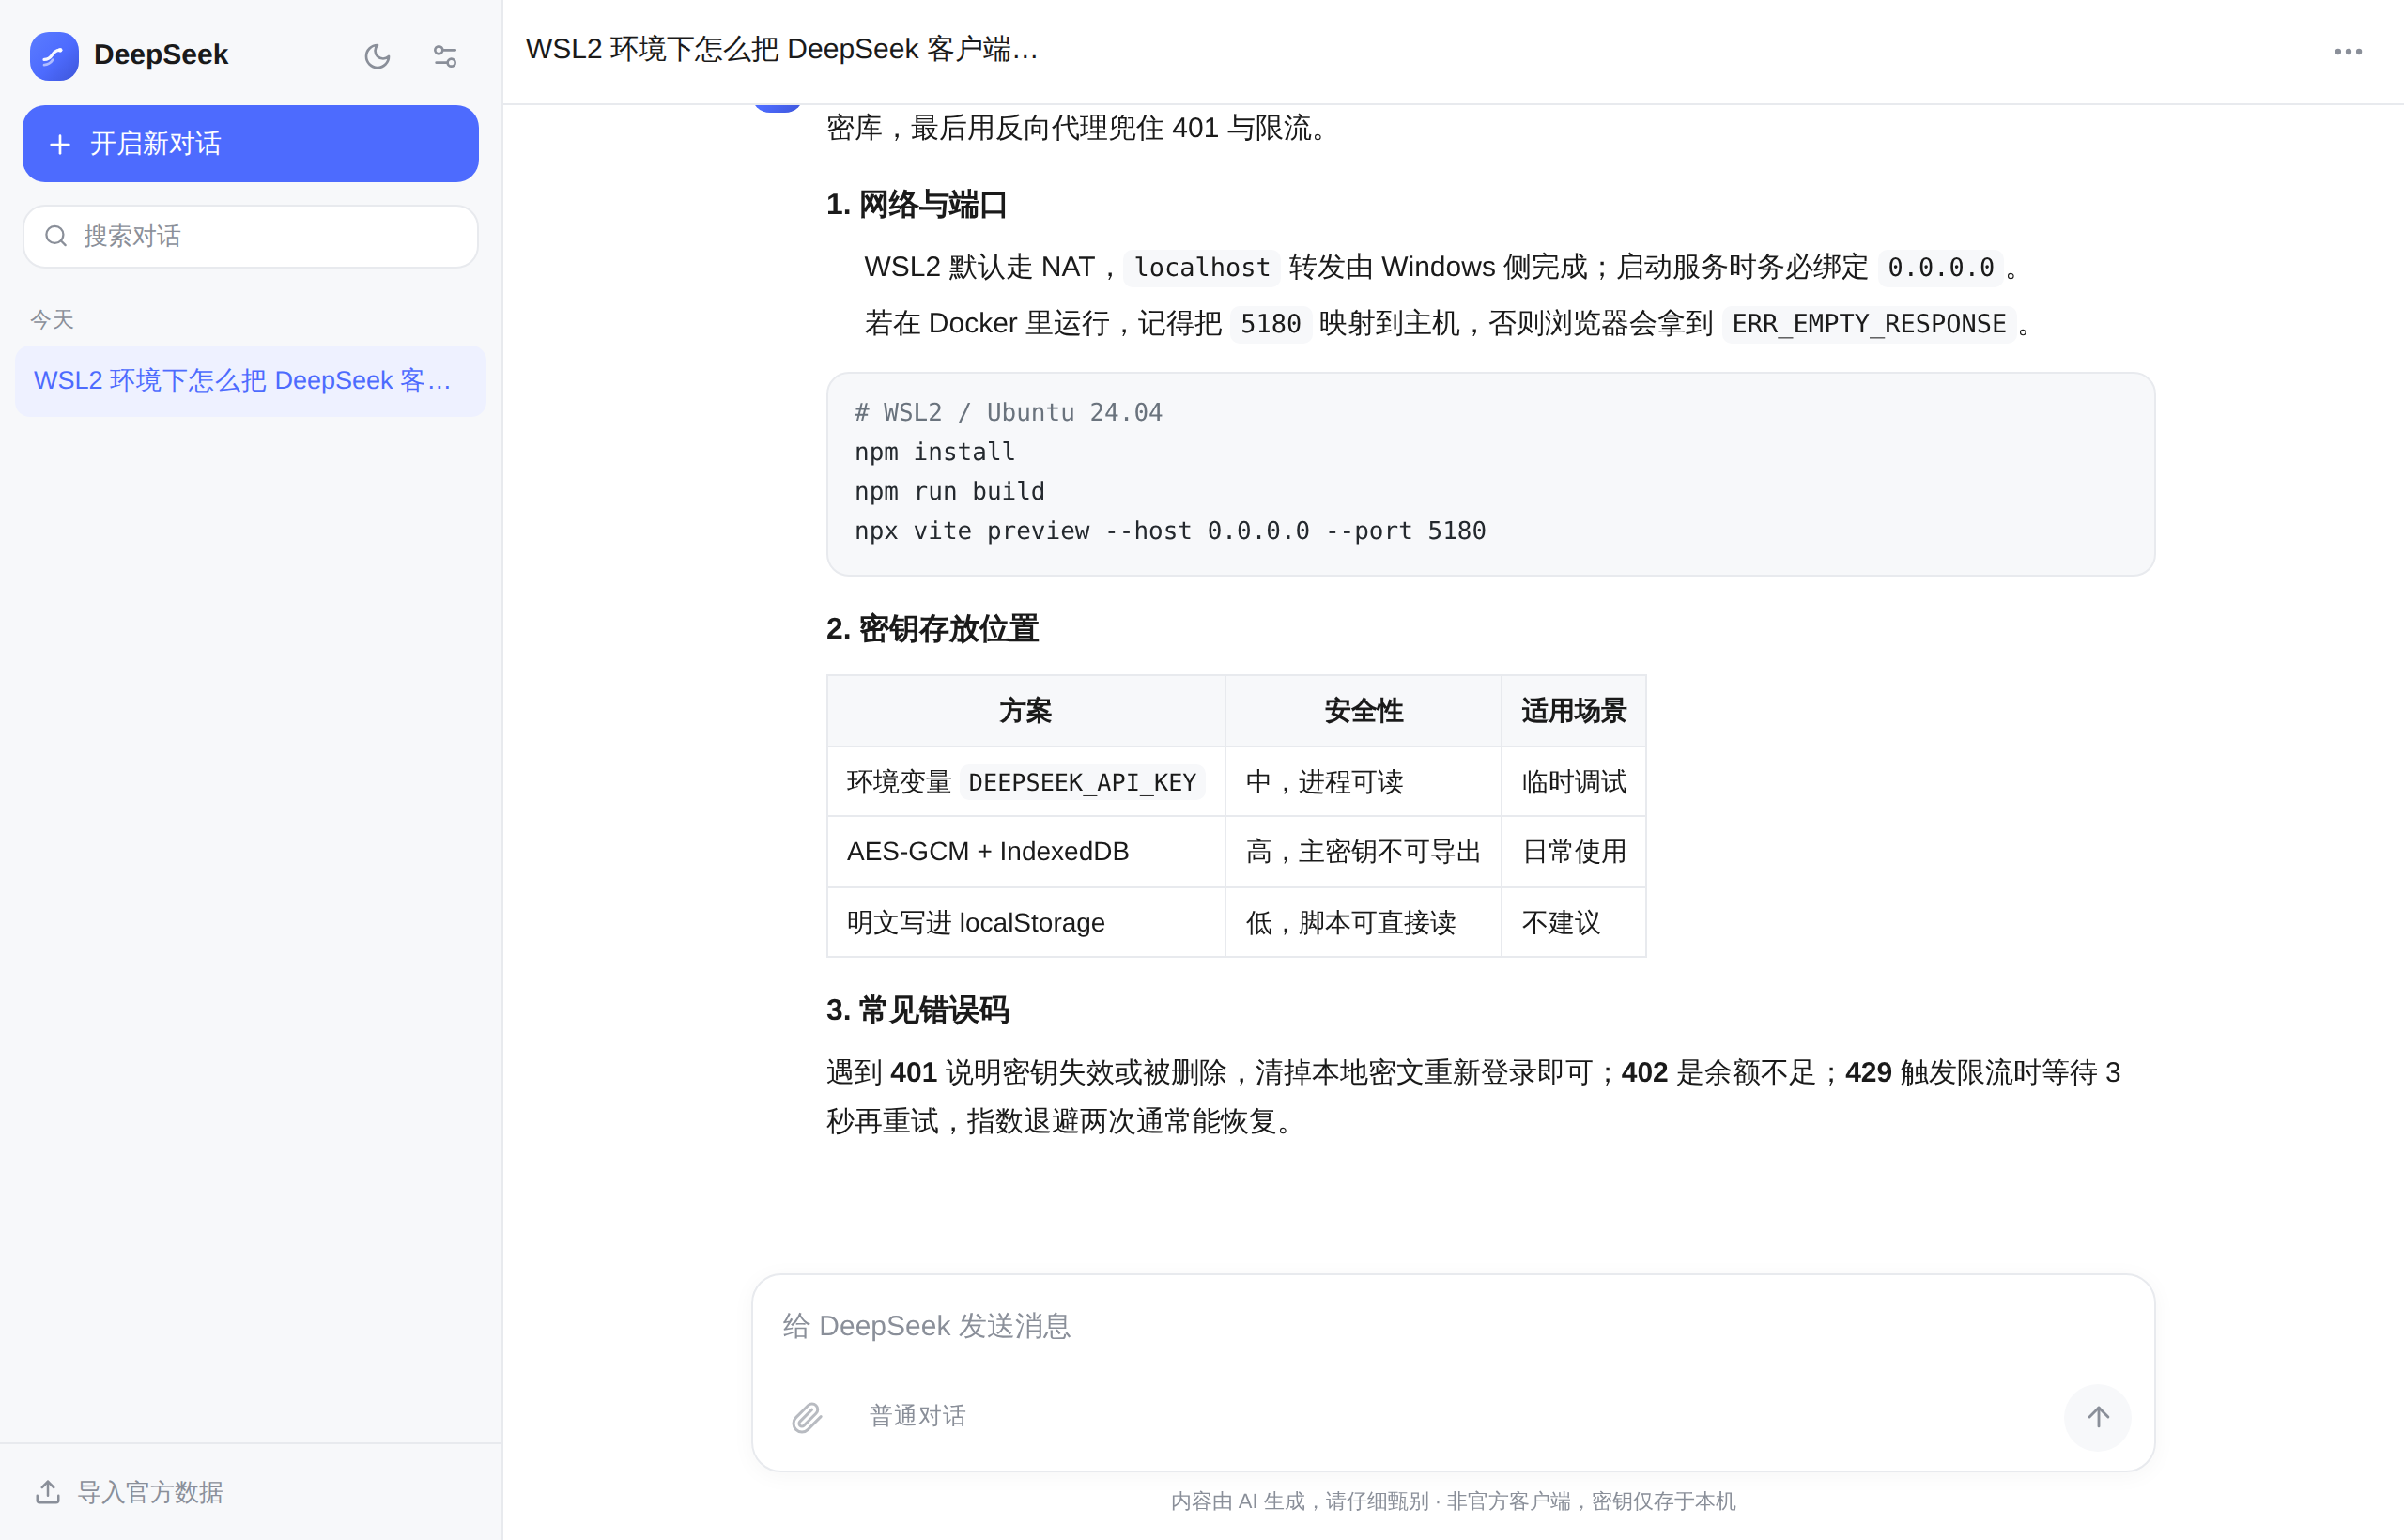 DeepSeek
开启新对话
搜索对话
今天
WSL2 环境下怎么把 DeepSeek 客…
导入官方数据
WSL2 环境下怎么把 DeepSeek 客户端…
密库，最后用反向代理兜住 401 与限流。
1. 网络与端口
WSL2 默认走 NAT，localhost 转发由 Windows 侧完成；启动服务时务必绑定 0.0.0.0。
若在 Docker 里运行，记得把 5180 映射到主机，否则浏览器会拿到 ERR_EMPTY_RESPONSE。
# WSL2 / Ubuntu 24.04
npm install
npm run build
npx vite preview --host 0.0.0.0 --port 5180
2. 密钥存放位置
方案 安全性 适用场景
环境变量 DEEPSEEK_API_KEY 中，进程可读 临时调试
AES-GCM + IndexedDB 高，主密钥不可导出 日常使用
明文写进 localStorage 低，脚本可直接读 不建议
3. 常见错误码
遇到 401 说明密钥失效或被删除，清掉本地密文重新登录即可；402 是余额不足；429 触发限流时等待 3
秒再重试，指数退避两次通常能恢复。
给 DeepSeek 发送消息
普通对话
内容由 AI 生成，请仔细甄别 · 非官方客户端，密钥仅存于本机